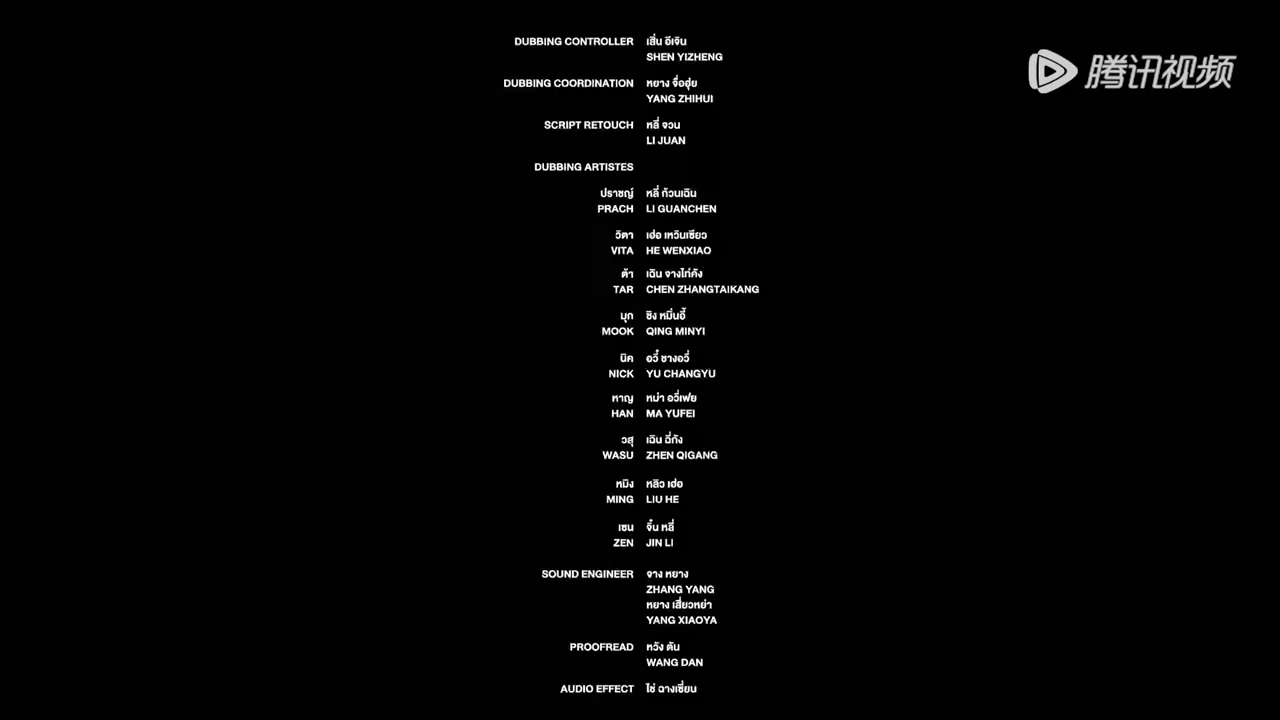 DUBBING CONTROLLER เสิ่น อีเจิน
SHEN YIZHENG
腾讯视频
DUBBING COORDINATION หยาง จื่อฮุ่ย
YANG ZHIHUI
SCRIPT RETOUCH หลี่ จวน
LI JUAN
DUBBING ARTISTES
ปราชญ์ หลี่ ก้วนเฉิน
PRACH LI GUANCHEN
วิตา เฮ่อ เหวินเซียว
VITA HE WENXIAO
ต้า เฉิน จางไท่คัง
TAR CHEN ZHANGTAIKANG
มุก ชิง หมิ่นอี้
MOOK QING MINYI
นิค อวี๋ ชางอวี่
NICK YU CHANGYU
หาญ หม่า อวี่เฟย
HAN MA YUFEI
วสุ เฉิน ฉี่กัง
WASU ZHEN QIGANG
หมิง หลิว เฮ่อ
MING LIU HE
เซน จิ๋น หลี่
ZEN JIN LI
SOUND ENGINEER จาง หยาง
ZHANG YANG
หยาง เสี่ยวหย่า
YANG XIAOYA
PROOFREAD หวัง ตัน
WANG DAN
AUDIO EFFECT ไช่ ฉางเซี่ยน